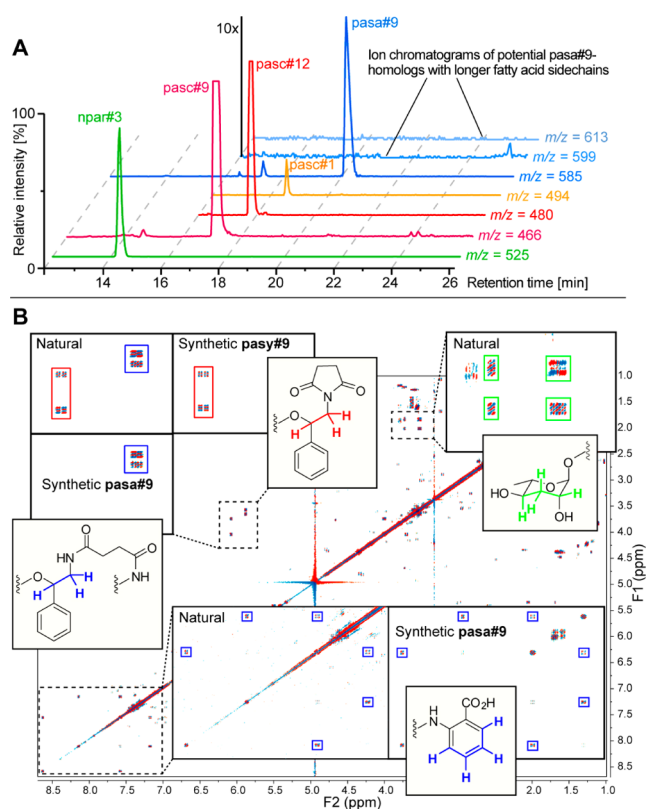 A
10x
pasa#9
Ion chromatograms of potential pasa#9-
homologs with longer fatty acid sidechains
pasc#12
pasc#9
npar#3
pasc#1
100
Relative intensity [%]
0
m/z = 613
m/z = 599
m/z = 585
m/z = 494
m/z = 480
m/z = 466
m/z = 525
14 16 18 20 22 24 26
Retention time [min]
B
Natural
Synthetic pasy#9
Natural
Synthetic pasa#9
O
N
O
O
H
H
H
O
H
H
HO
H
OH
O
NH
O
NH
O
H
H
H
Natural
Synthetic pasa#9
CO₂H
H
N
H
H
H
H
1.0
1.5
2.0
2.5
3.0
3.5
4.0
4.5
5.0
5.5
6.0
6.5
7.0
7.5
8.0
8.5
F1 (ppm)
8.5 8.0 7.5 7.0 6.5 6.0 5.5 5.0 4.5 4.0 3.5 3.0 2.5 2.0 1.5 1.0
F2 (ppm)